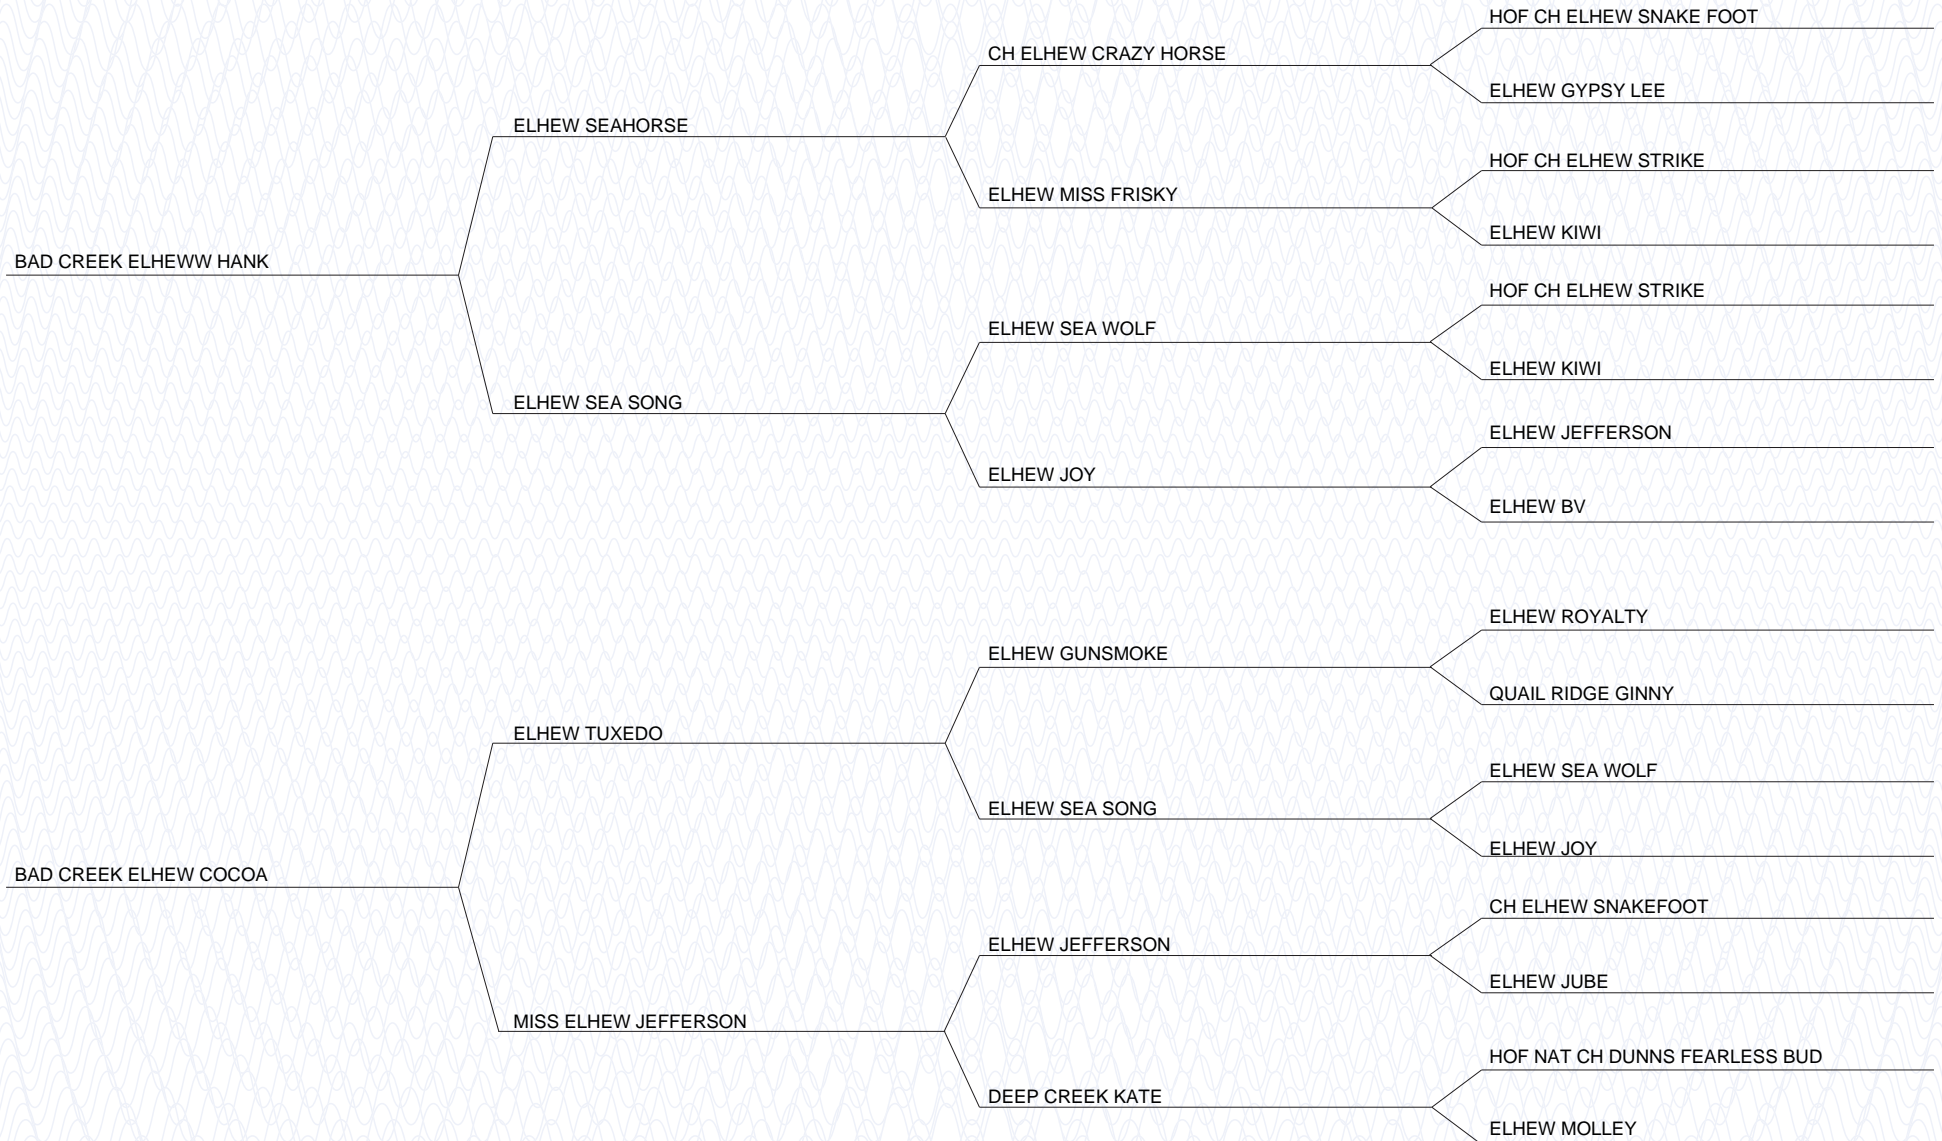 HOF CH ELHEW SNAKE FOOT
CH ELHEW CRAZY HORSE
ELHEW GYPSY LEE
ELHEW SEAHORSE
HOF CH ELHEW STRIKE
ELHEW MISS FRISKY
ELHEW KIWI
BAD CREEK ELHEWW HANK
HOF CH ELHEW STRIKE
ELHEW SEA WOLF
ELHEW KIWI
ELHEW SEA SONG
ELHEW JEFFERSON
ELHEW JOY
ELHEW BV
ELHEW ROYALTY
ELHEW GUNSMOKE
QUAIL RIDGE GINNY
ELHEW TUXEDO
ELHEW SEA WOLF
ELHEW SEA SONG
ELHEW JOY
BAD CREEK ELHEW COCOA
CH ELHEW SNAKEFOOT
ELHEW JEFFERSON
ELHEW JUBE
MISS ELHEW JEFFERSON
HOF NAT CH DUNNS FEARLESS BUD
DEEP CREEK KATE
ELHEW MOLLEY